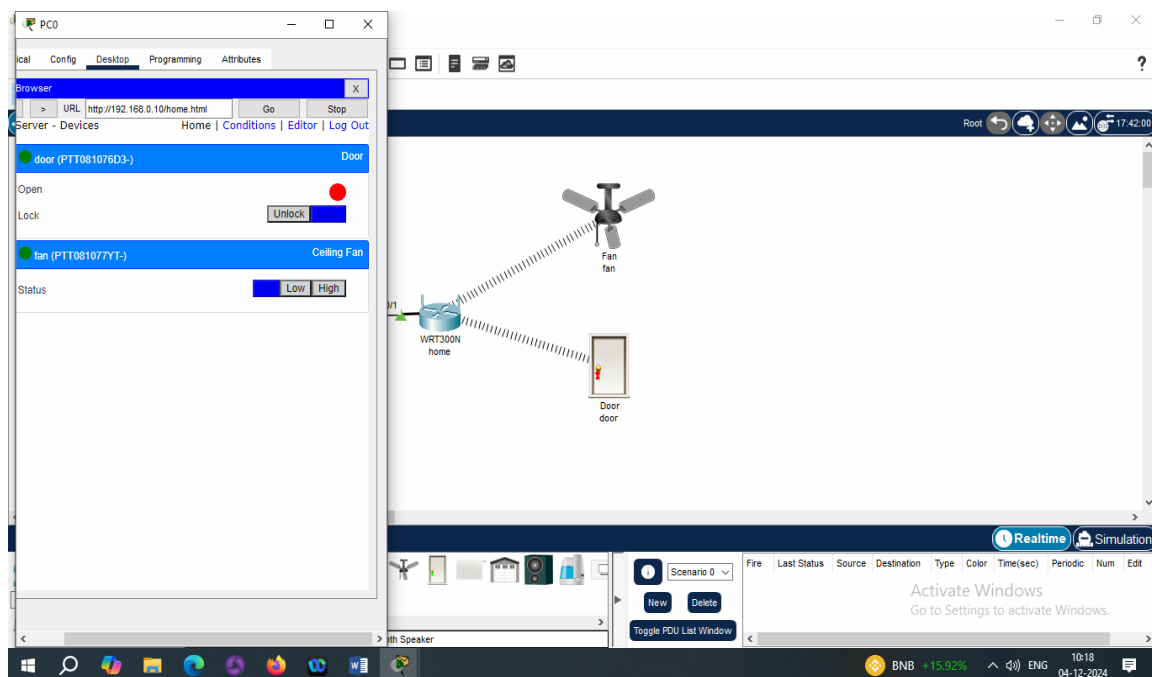 PC0
ical Config Desktop Programming Attributes
Browser X
> URL http://192.168.0.10/home.html Go Stop
Server - Devices Home | Conditions | Editor | Log Out
door (PTT081076D3-) Door
Open
Lock Unlock
fan (PTT081077YT-) Ceiling Fan
Status Low High
?
Root 17:42:00
Fan
fan
0/1
WRT300N
home
Door
door
Realtime Simulation
Scenario 0
New Delete
Toggle PDU List Window
Fire Last Status Source Destination Type Color Time(sec) Periodic Num Edit
Activate Windows
Go to Settings to activate Windows.
oth Speaker
BNB +15.92% ENG 10:18
04-12-2024